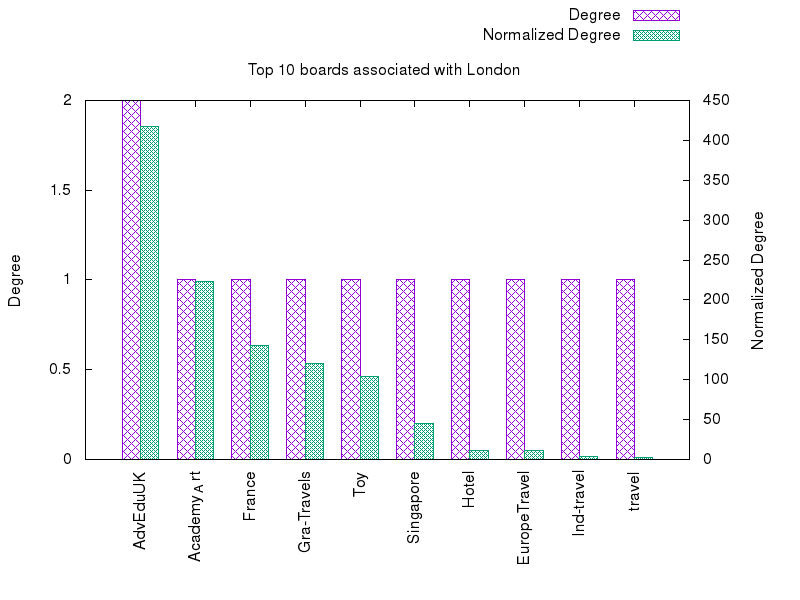 Degree
Normalized Degree
Top 10 boards associated with London
2
1.5
1
0.5
0
450
400
350
300
250
200
150
100
50
0
Degree
Normalized Degree
AdvEduUK
AcademyArt
France
Gra-Travels
Toy
Singapore
Hotel
EuropeTravel
Ind-travel
travel